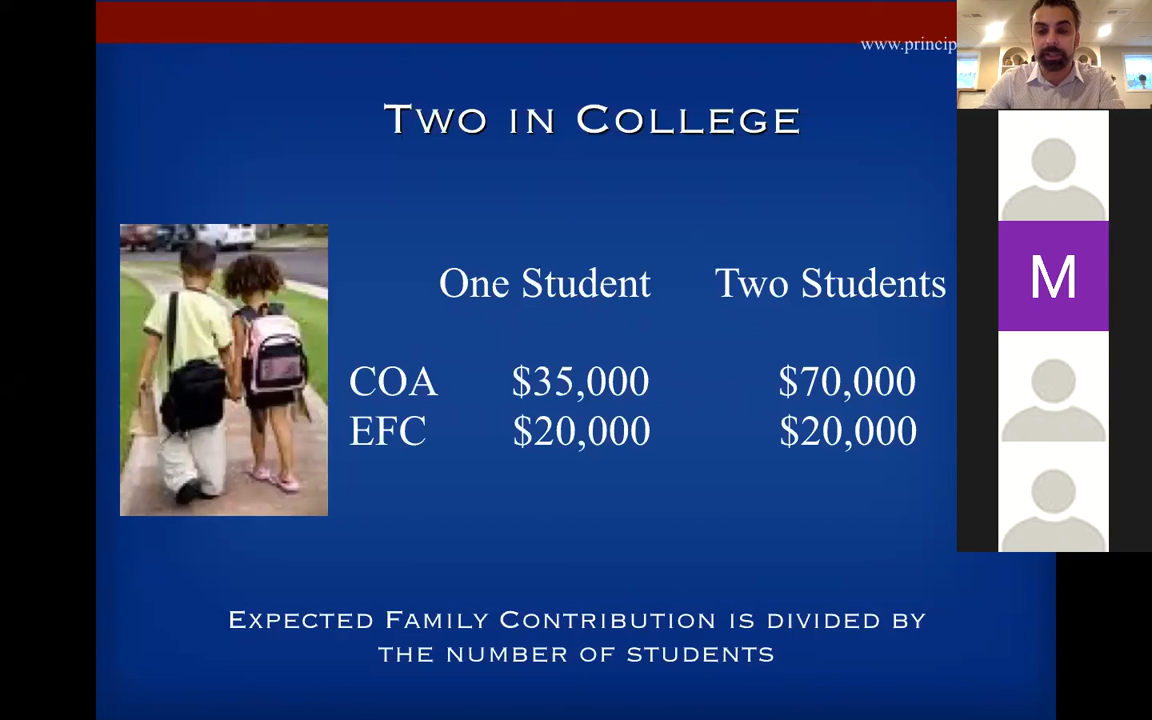 www.princip
TWO IN COLLEGE
One Student Two Students
COA $35,000 $70,000
EFC $20,000 $20,000
EXPECTED FAMILY CONTRIBUTION IS DIVIDED BY
THE NUMBER OF STUDENTS
M